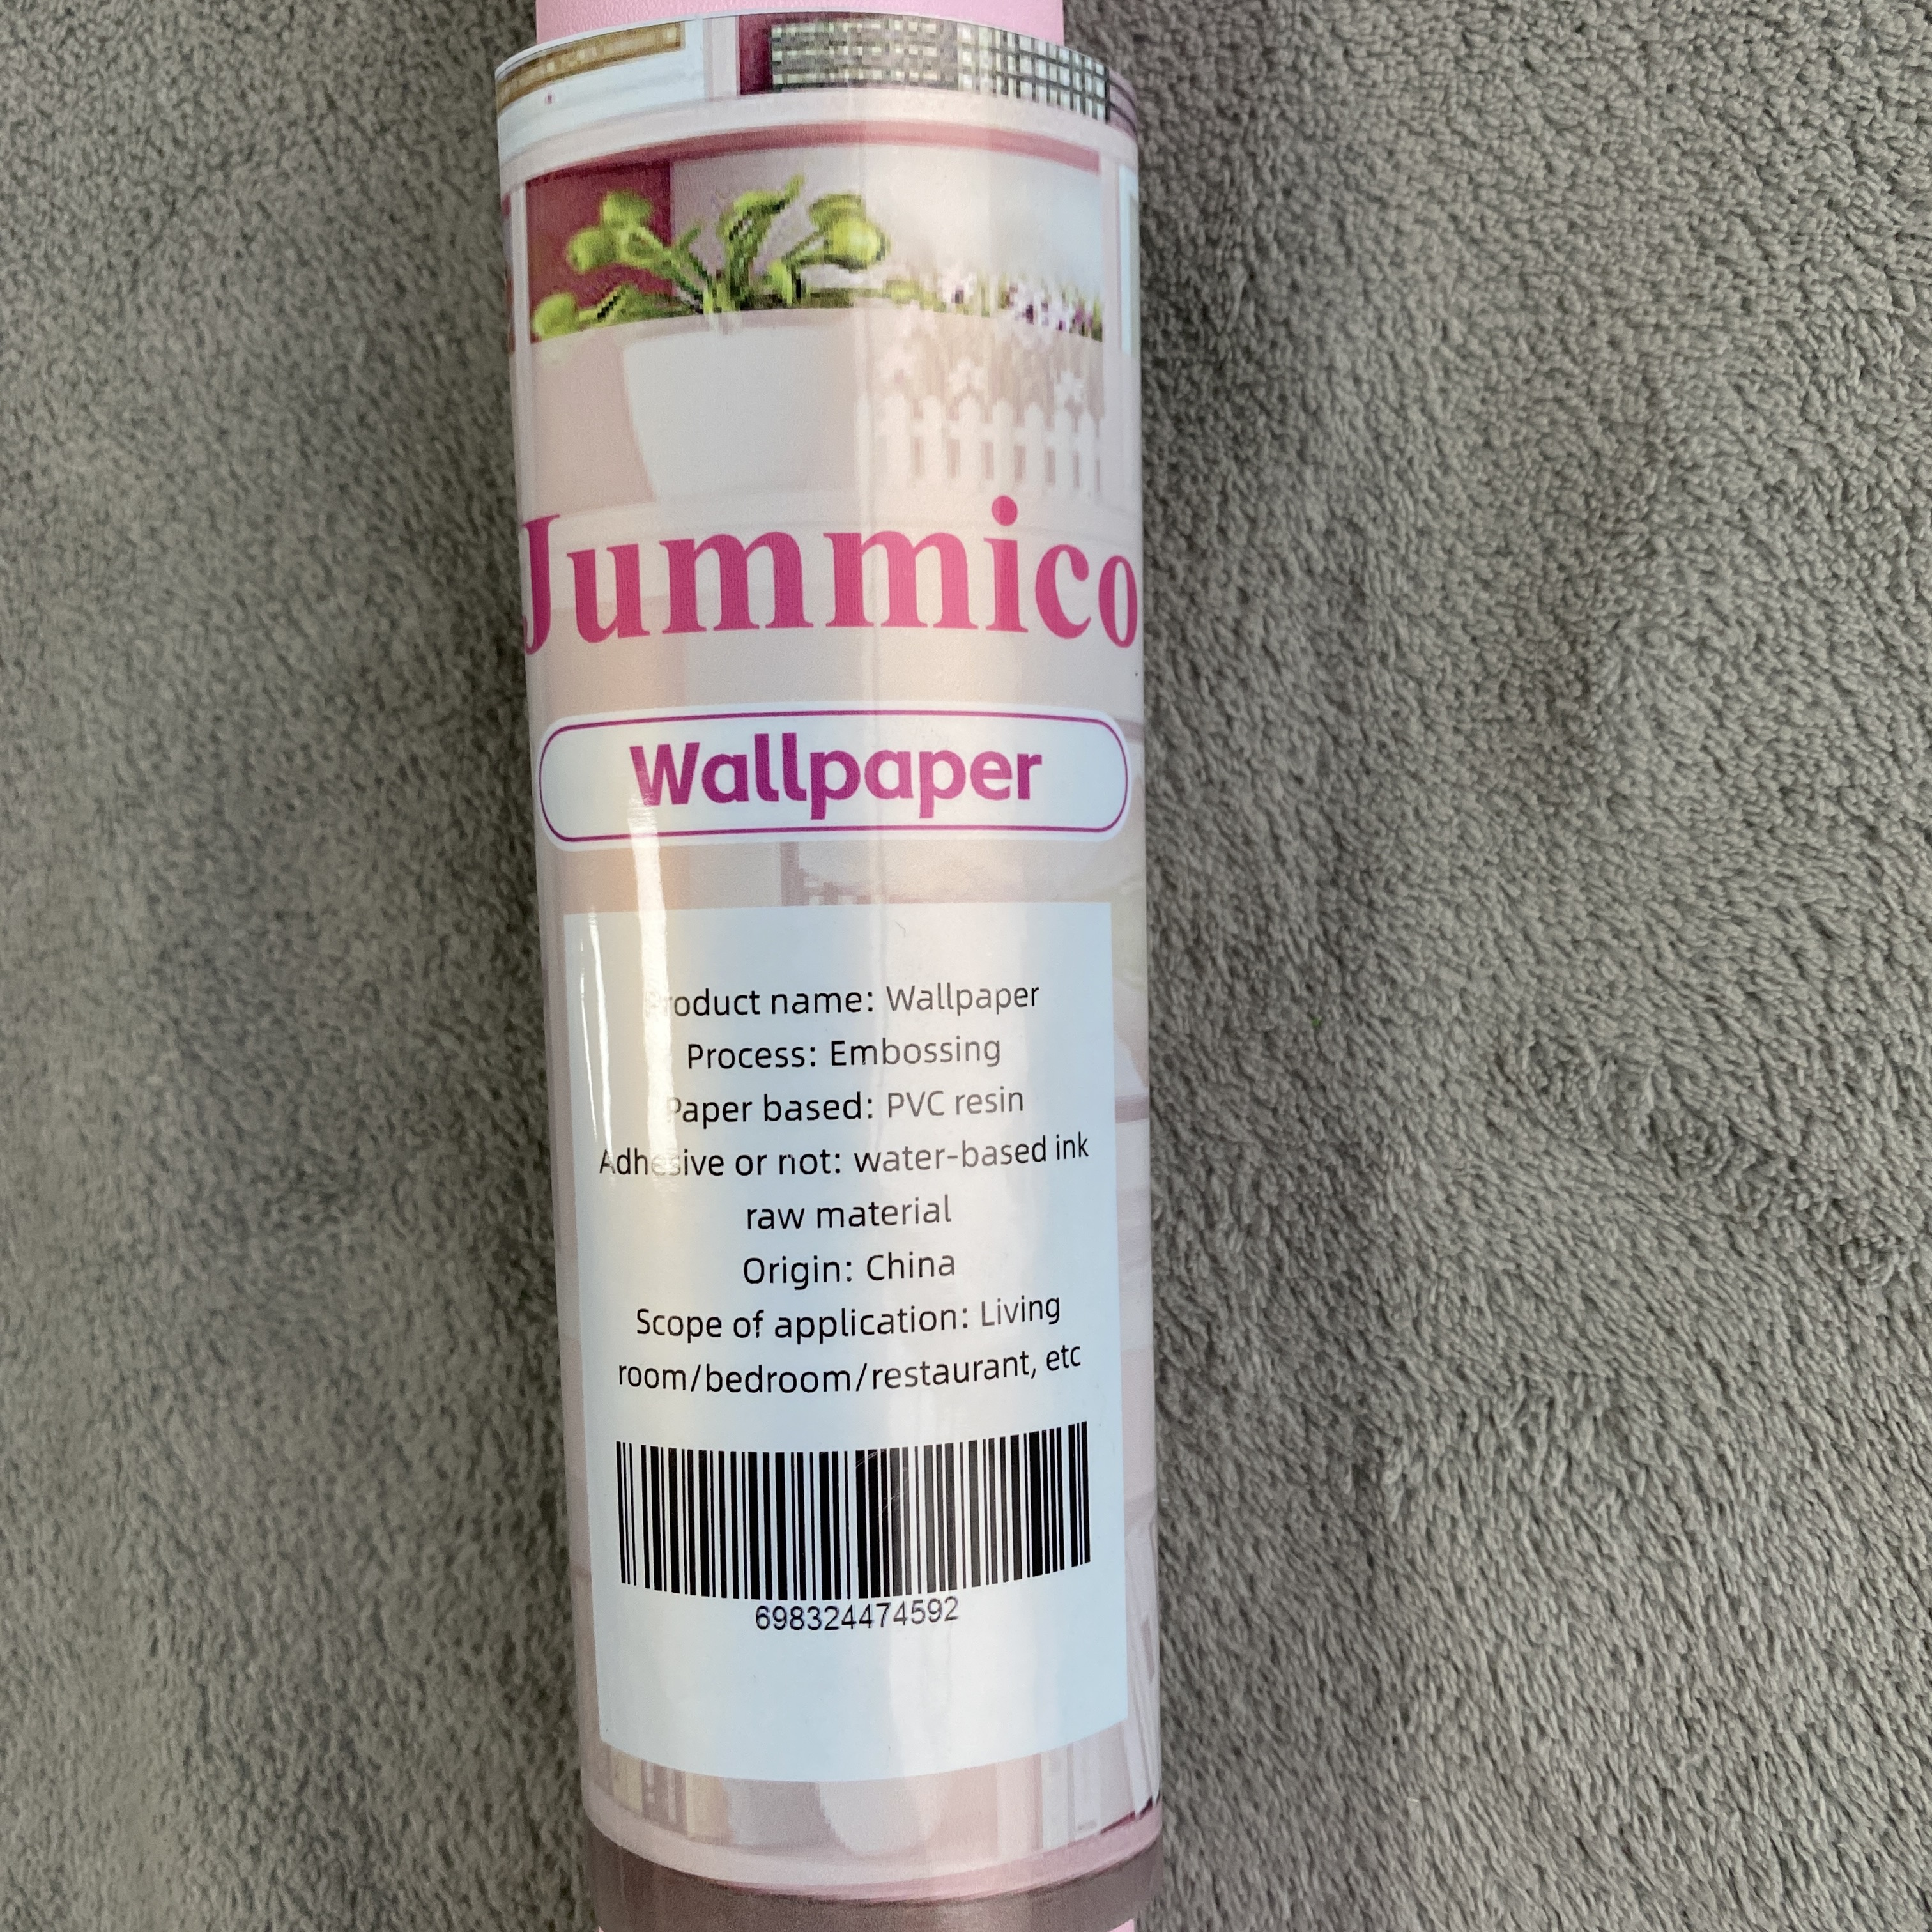 Jummico
Wallpaper
Product name: Wallpaper
Process: Embossing
Paper based: PVC resin
Adhesive or not: water-based ink
raw material
Origin: China
Scope of application: Living
room/bedroom/restaurant, etc
698324474592